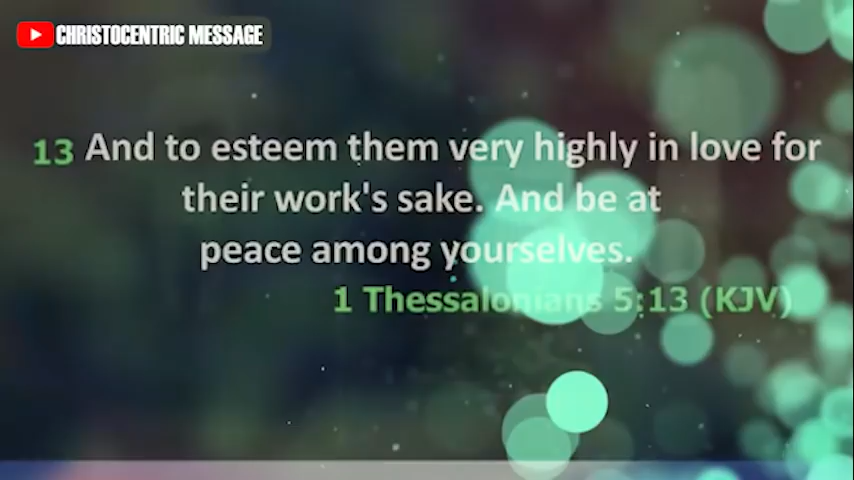 CHRISTOCENTRIC MESSAGE
13 And to esteem them very highly in love for
their work's sake. And be at
peace among yourselves.
1 Thessalonians 5:13 (KJV)